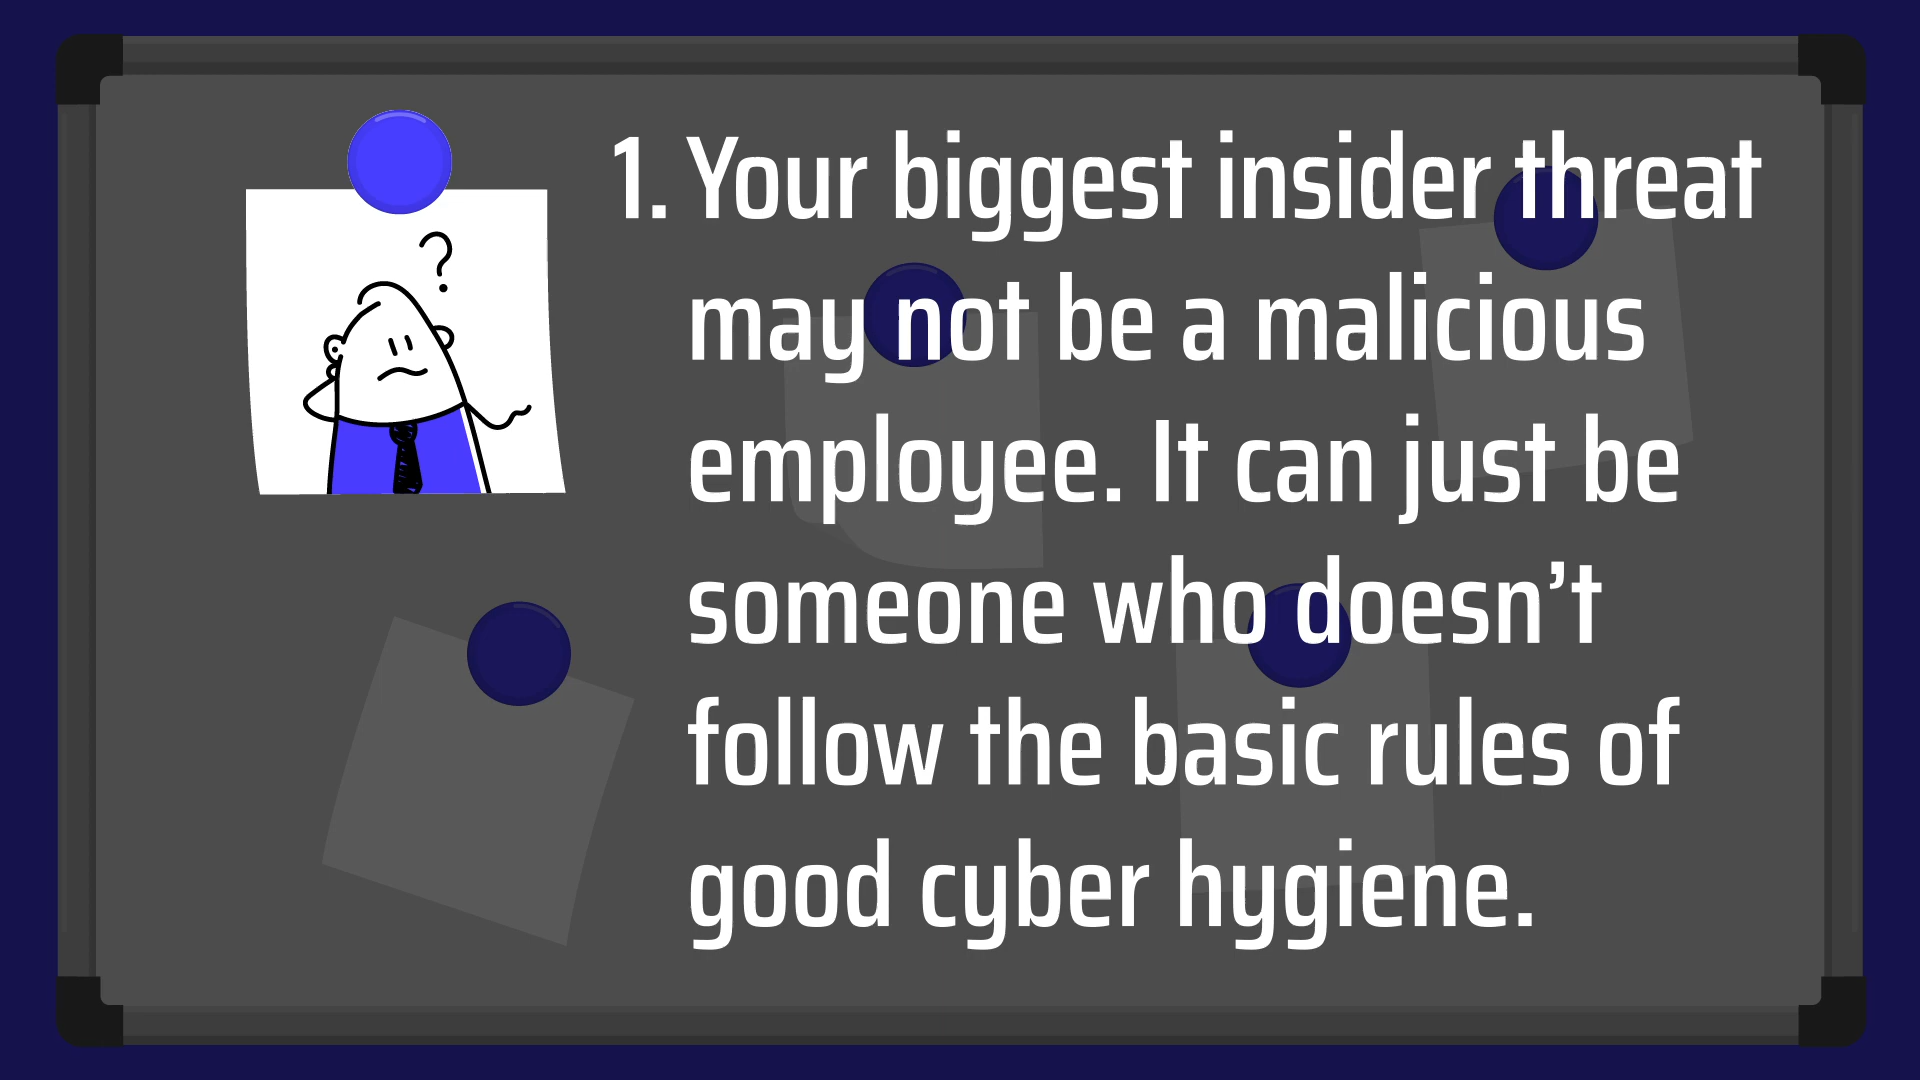 1. Your biggest insider threat
may not be a malicious
employee. It can just be
someone who doesn’t
follow the basic rules of
good cyber hygiene.
?